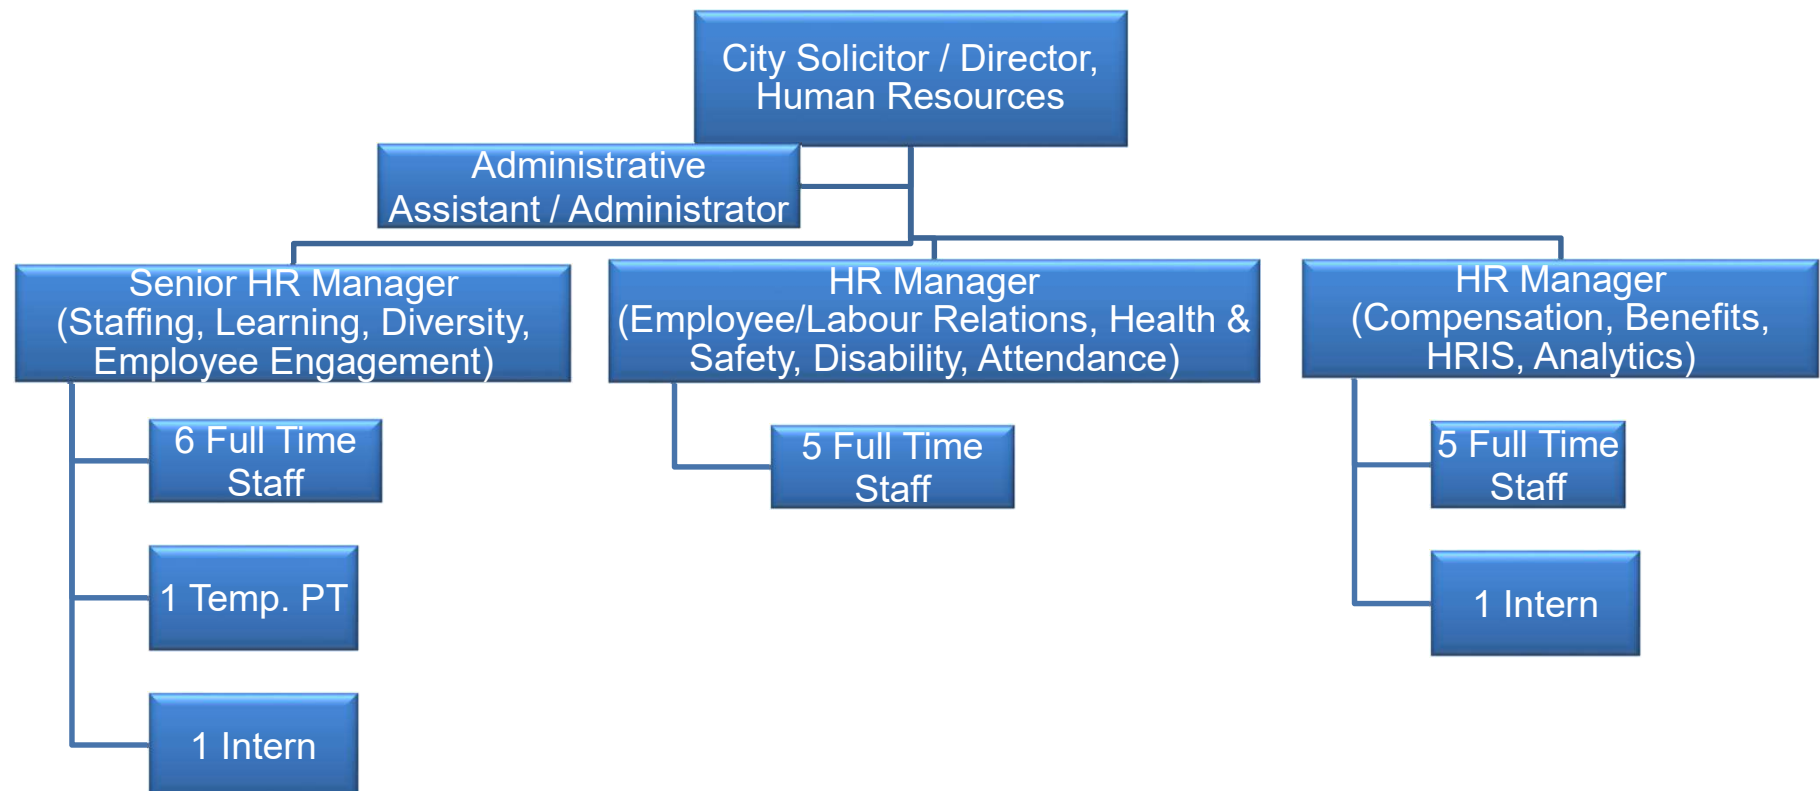 City Solicitor / Director,
Human Resources
Administrative
Assistant / Administrator
Senior HR Manager
(Staffing, Learning, Diversity,
Employee Engagement)
HR Manager
(Employee/Labour Relations, Health &
Safety, Disability, Attendance)
HR Manager
(Compensation, Benefits,
HRIS, Analytics)
6 Full Time
Staff
1 Temp. PT
1 Intern
5 Full Time
Staff
5 Full Time
Staff
1 Intern